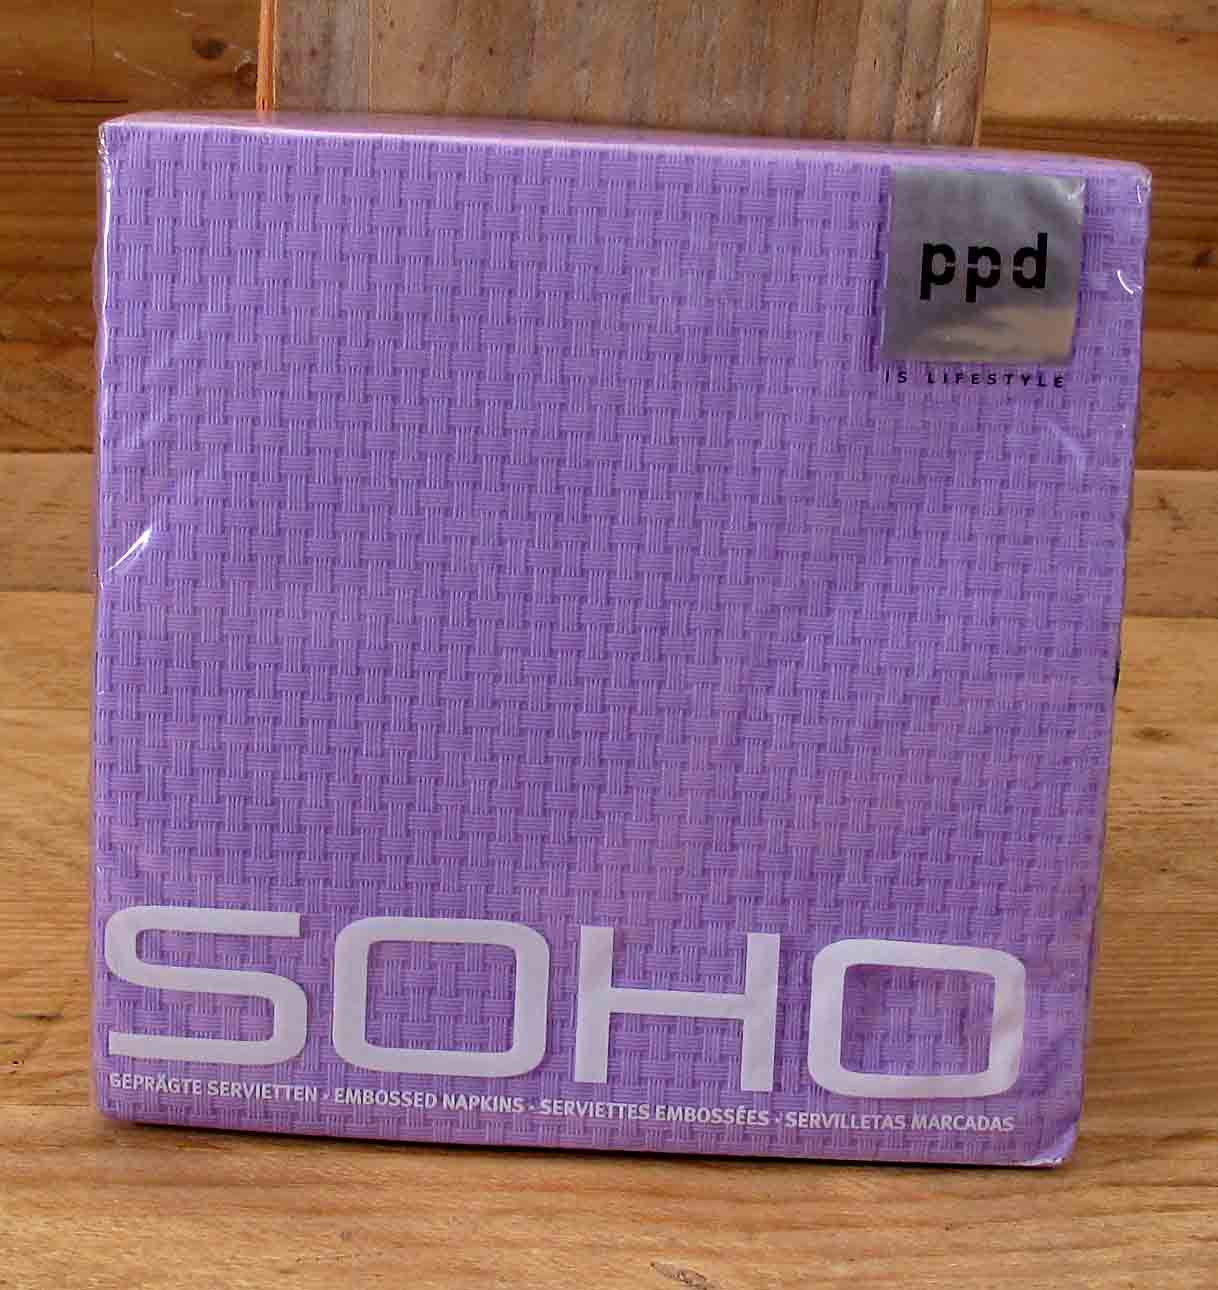 ppd
IS LIFESTYLE
SOHO
GEPRÄGTE SERVIETTEN · EMBOSSED NAPKINS · SERVIETTES EMBOSSÉES · SERVILLETAS MARCADAS